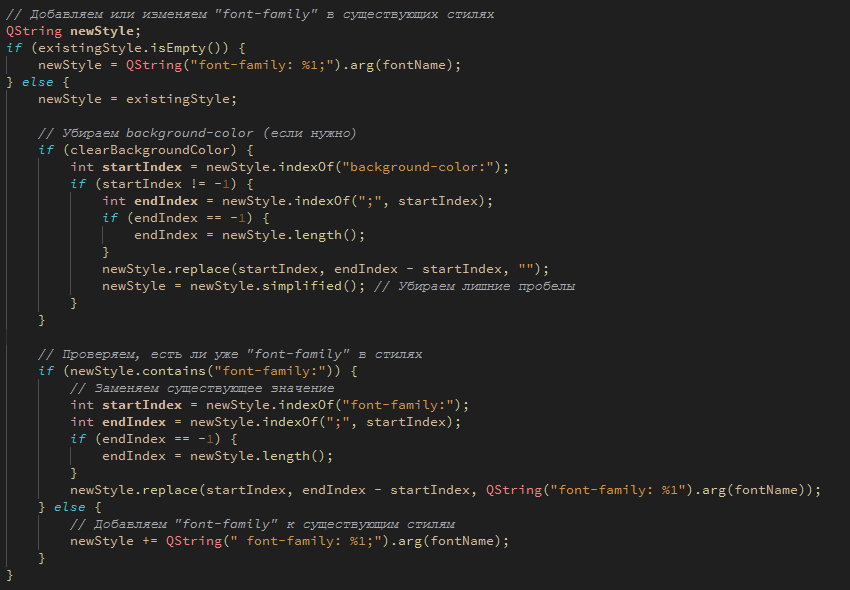 // Добавляем или изменяем "font-family" в существующих стилях
QString newStyle;
if (existingStyle.isEmpty()) {
    newStyle = QString("font-family: %1;").arg(fontName);
} else {
    newStyle = existingStyle;

    // Убираем background-color (если нужно)
    if (clearBackgroundColor) {
        int startIndex = newStyle.indexOf("background-color:");
        if (startIndex != -1) {
            int endIndex = newStyle.indexOf(";", startIndex);
            if (endIndex == -1) {
                endIndex = newStyle.length();
            }
            newStyle.replace(startIndex, endIndex - startIndex, "");
            newStyle = newStyle.simplified(); // Убираем лишние пробелы
        }
    }

    // Проверяем, есть ли уже "font-family" в стилях
    if (newStyle.contains("font-family:")) {
        // Заменяем существующее значение
        int startIndex = newStyle.indexOf("font-family:");
        int endIndex = newStyle.indexOf(";", startIndex);
        if (endIndex == -1) {
            endIndex = newStyle.length();
        }
        newStyle.replace(startIndex, endIndex - startIndex, QString("font-family: %1").arg(fontName));
    } else {
        // Добавляем "font-family" к существующим стилям
        newStyle += QString(" font-family: %1;").arg(fontName);
    }
}